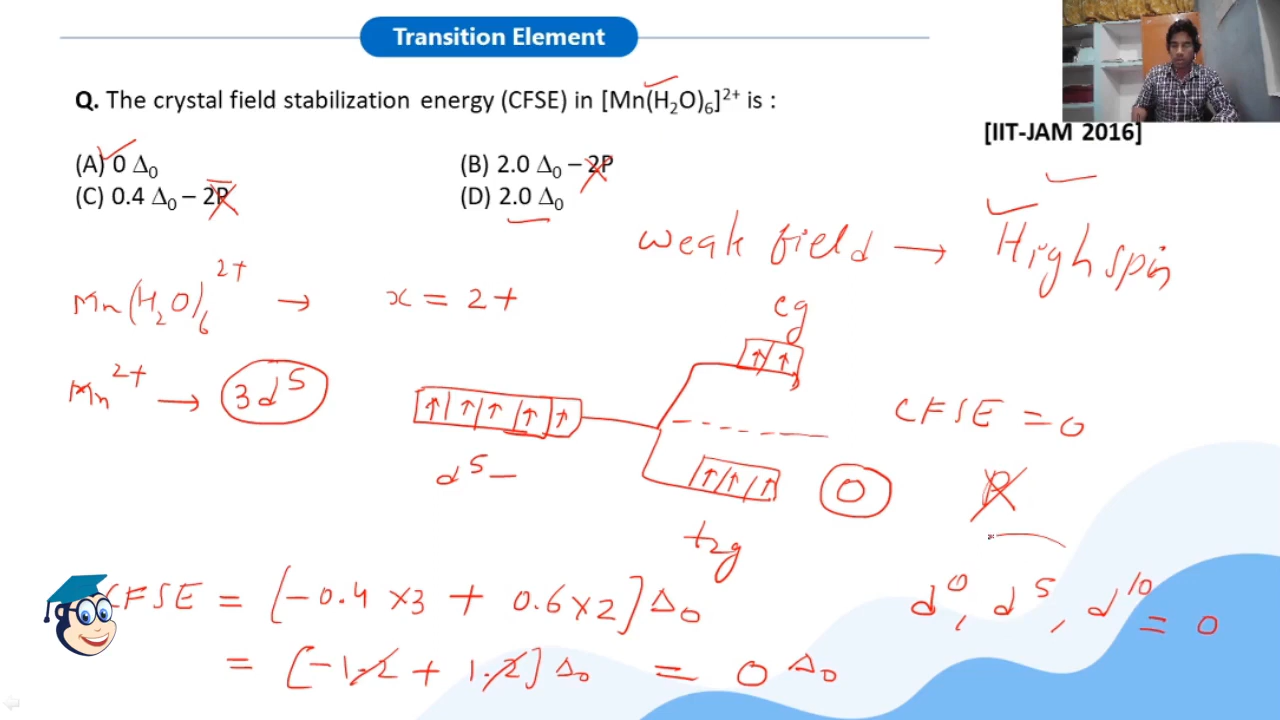 Transition Element
Q. The crystal field stabilization energy (CFSE) in [Mn(H₂O)₆]²⁺ is :
[IIT-JAM 2016]
(A) 0 Δ₀
(B) 2.0 Δ₀ – 2P
(C) 0.4 Δ₀ – 2P
(D) 2.0 Δ₀
weak field → High spin
Mn(H₂O)₆²⁺ → x = 2+
eg
Mn²⁺ → 3d⁵
↑ ↑ ↑ ↑ ↑
↑ ↑
CFSE = 0
d⁵ –
↑ ↑ ↑
0
P
t₂g
CFSE = [-0.4 × 3 + 0.6 × 2] Δ₀
d⁰, d⁵, d¹⁰ = 0
= [-1.2 + 1.2] Δ₀ = 0 Δ₀